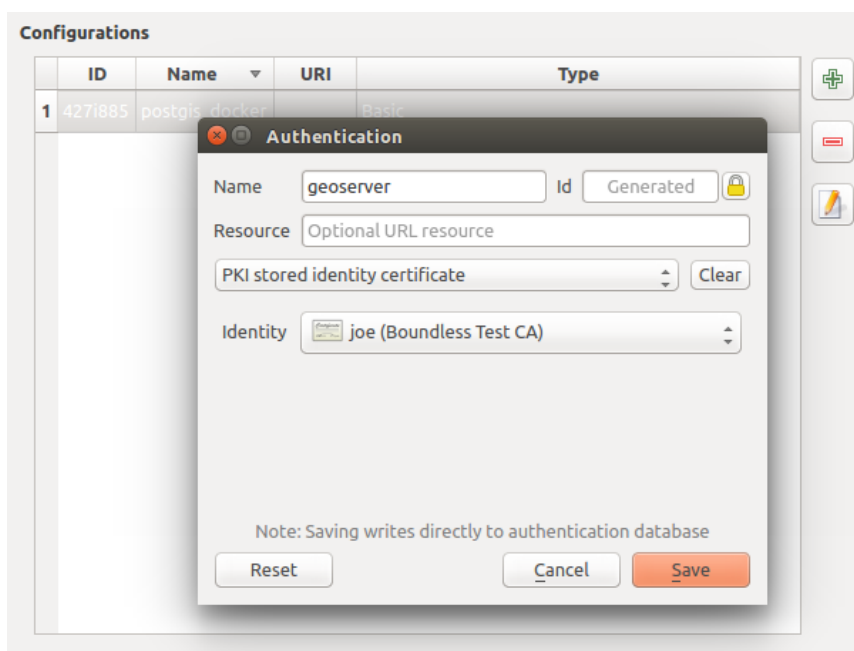 Configurations
ID Name URI Type
1 427i885 postgis_docker Basic
Authentication
Name geoserver Id Generated
Resource Optional URL resource
PKI stored identity certificate Clear
Identity joe (Boundless Test CA)
Note: Saving writes directly to authentication database
Reset Cancel Save